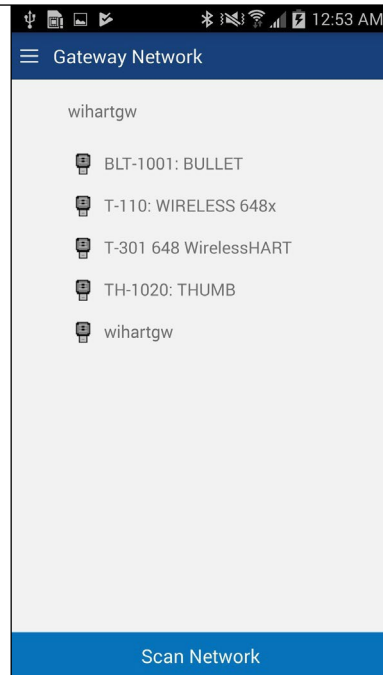 12:53 AM
Gateway Network
wihartgw
BLT-1001: BULLET
T-110: WIRELESS 648x
T-301 648 WirelessHART
TH-1020: THUMB
wihartgw
Scan Network